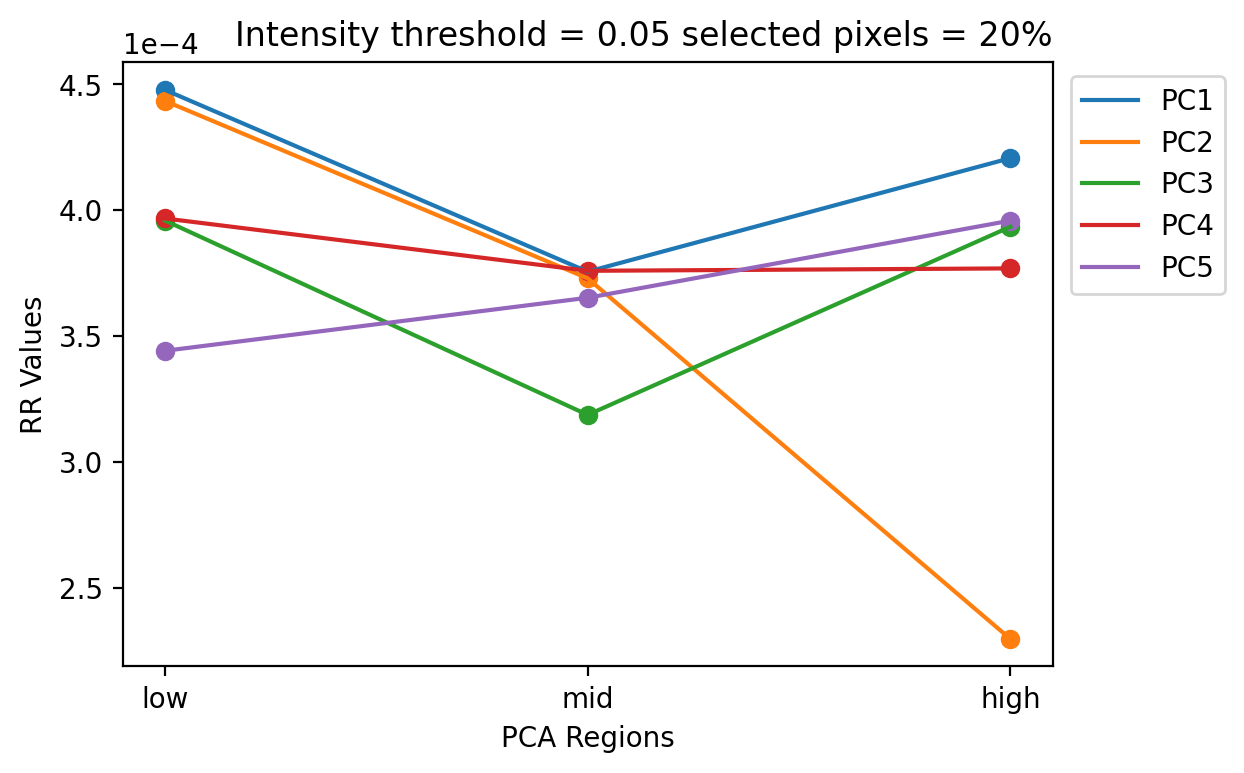 1e−4
Intensity threshold = 0.05 selected pixels = 20%
4.5
4.0
3.5
3.0
2.5
RR Values
low
mid
high
PCA Regions
PC1
PC2
PC3
PC4
PC5